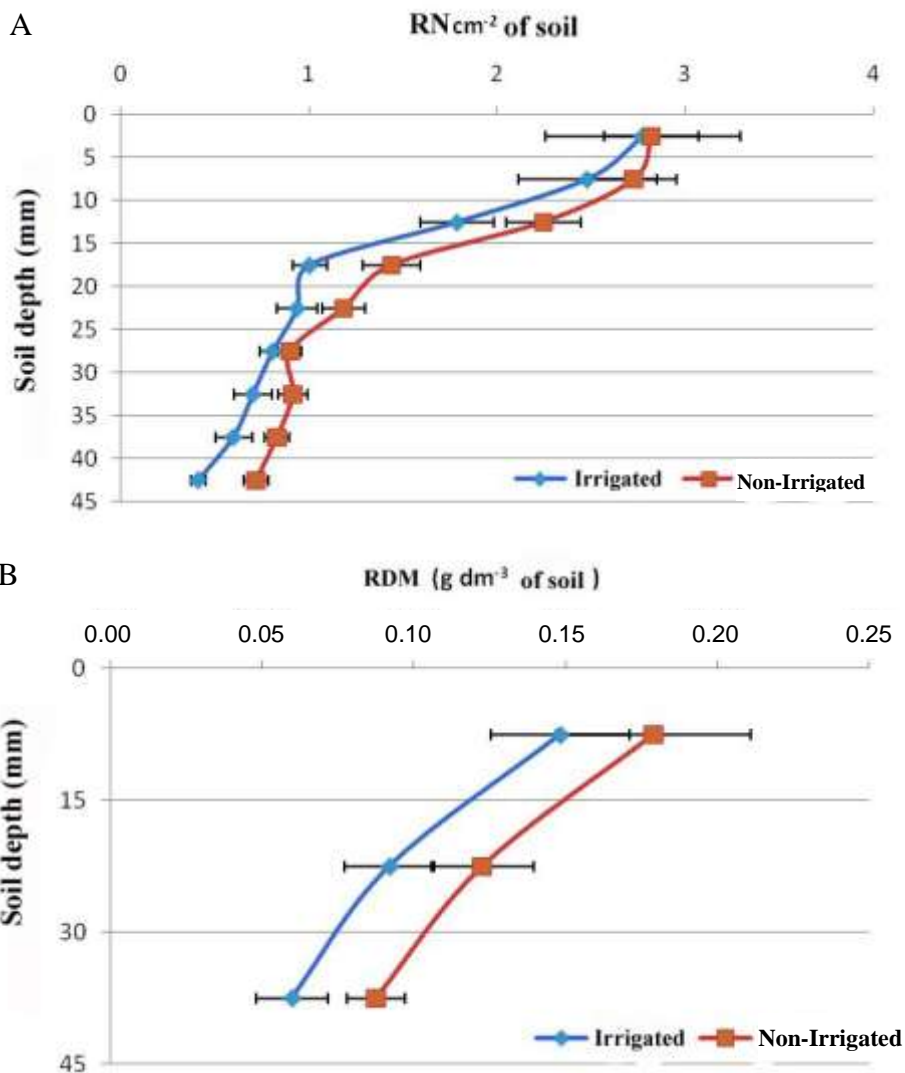 A
RN cm⁻² of soil
0 1 2 3 4
0
5
10
15
20
25
30
35
40
45
Soil depth (mm)
Irrigated Non-Irrigated
B
RDM (g dm⁻³ of soil )
0.00 0.05 0.10 0.15 0.20 0.25
0
15
30
45
Soil depth (mm)
Irrigated Non-Irrigated